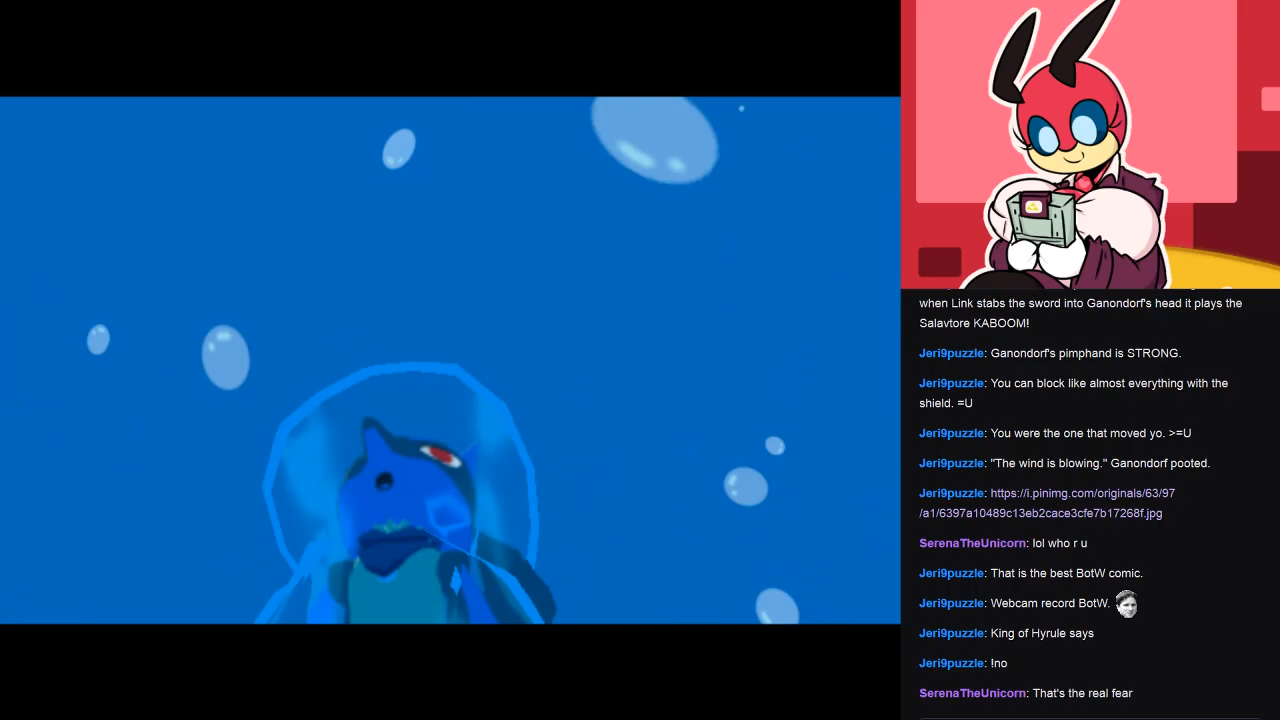 when Link stabs the sword into Ganondorf's head it plays the
Salavtore KABOOM!
Jeri9puzzle: Ganondorf's pimphand is STRONG.
Jeri9puzzle: You can block like almost everything with the
shield. =U
Jeri9puzzle: You were the one that moved yo. >=U
Jeri9puzzle: "The wind is blowing." Ganondorf pooted.
Jeri9puzzle: https://i.pinimg.com/originals/63/97
/a1/6397a10489c13eb2cace3cfe7b17268f.jpg
SerenaTheUnicorn: lol who r u
Jeri9puzzle: That is the best BotW comic.
Jeri9puzzle: Webcam record BotW.
Jeri9puzzle: King of Hyrule says
Jeri9puzzle: !no
SerenaTheUnicorn: That's the real fear